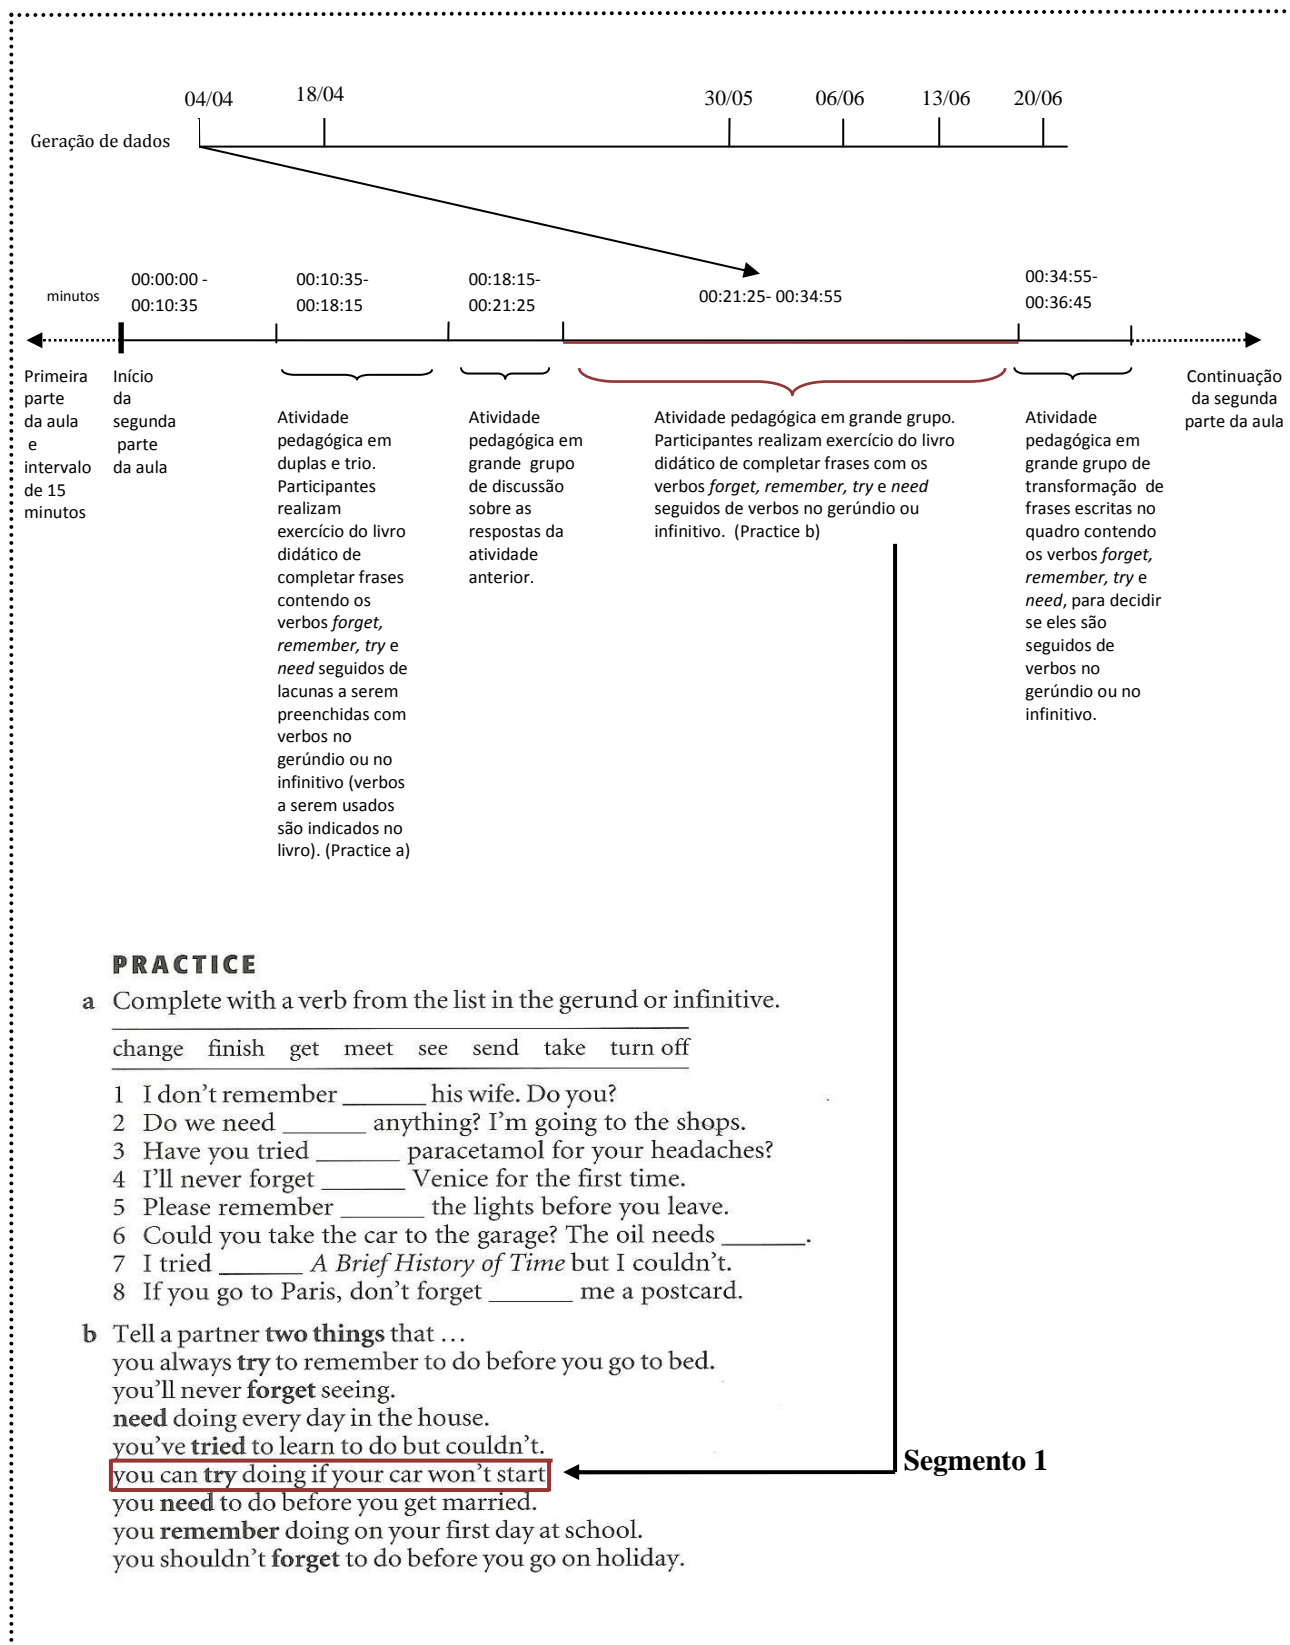 04/04
18/04
30/05
06/06
13/06
20/06
Geração de dados
minutos
00:00:00 -
00:10:35
00:10:35-
00:18:15
00:18:15-
00:21:25
00:21:25- 00:34:55
00:34:55-
00:36:45
Primeira
parte
da aula
e
intervalo
de 15
minutos
Início
da
segunda
parte
da aula
Atividade
pedagógica em
duplas e trio.
Participantes
realizam
exercício do livro
didático de
completar frases
contendo os
verbos forget,
remember, try e
need seguidos de
lacunas a serem
preenchidas com
verbos no
gerúndio ou no
infinitivo (verbos
a serem usados
são indicados no
livro). (Practice a)
Atividade
pedagógica em
grande grupo
de discussão
sobre as
respostas da
atividade
anterior.
Atividade pedagógica em grande grupo.
Participantes realizam exercício do livro
didático de completar frases com os
verbos forget, remember, try e need
seguidos de verbos no gerúndio ou
infinitivo. (Practice b)
Atividade
pedagógica em
grande grupo de
transformação de
frases escritas no
quadro contendo
os verbos forget,
remember, try e
need, para decidir
se eles são
seguidos de
verbos no
gerúndio ou no
infinitivo.
Continuação
da segunda
parte da aula
PRACTICE
a Complete with a verb from the list in the gerund or infinitive.
change finish get meet see send take turn off
1 I don't remember ______ his wife. Do you?
2 Do we need ______ anything? I'm going to the shops.
3 Have you tried ______ paracetamol for your headaches?
4 I'll never forget ______ Venice for the first time.
5 Please remember ______ the lights before you leave.
6 Could you take the car to the garage? The oil needs ______.
7 I tried ______ A Brief History of Time but I couldn't.
8 If you go to Paris, don't forget ______ me a postcard.
b Tell a partner two things that ...
you always try to remember to do before you go to bed.
you'll never forget seeing.
need doing every day in the house.
you've tried to learn to do but couldn't.
you can try doing if your car won't start
Segmento 1
you need to do before you get married.
you remember doing on your first day at school.
you shouldn't forget to do before you go on holiday.